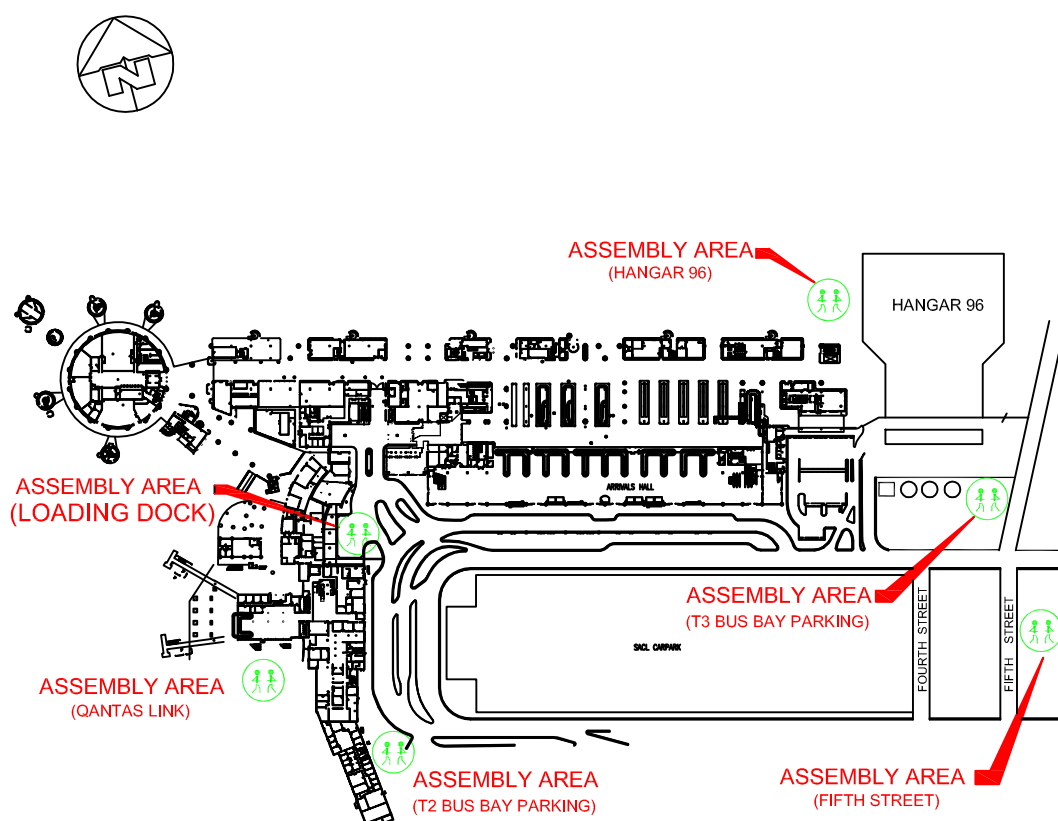 N
ASSEMBLY AREA
(HANGAR 96)
HANGAR 96
ARRIVALS HALL
ASSEMBLY AREA
(LOADING DOCK)
ASSEMBLY AREA
(T3 BUS BAY PARKING)
SACL CARPARK
FOURTH STREET
FIFTH STREET
ASSEMBLY AREA
(QANTAS LINK)
ASSEMBLY AREA
(T2 BUS BAY PARKING)
ASSEMBLY AREA
(FIFTH STREET)